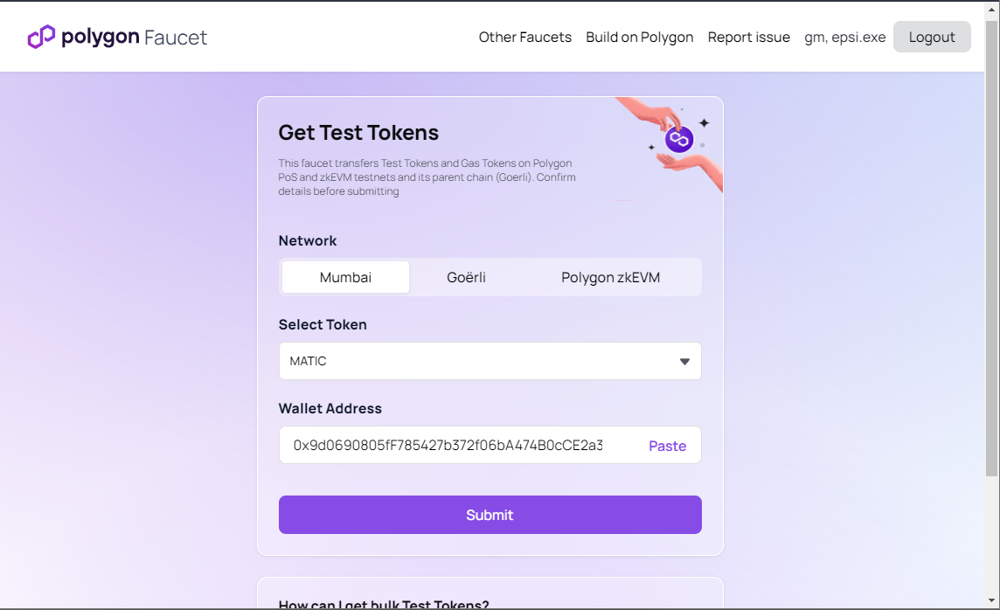 polygon Faucet
Other Faucets Build on Polygon Report issue gm, epsi.exe Logout
Get Test Tokens
This faucet transfers Test Tokens and Gas Tokens on Polygon
PoS and zkEVM testnets and its parent chain (Goerli). Confirm
details before submitting
Network
Mumbai Goërli Polygon zkEVM
Select Token
MATIC
Wallet Address
0x9d0690805fF785427b372f06bA474B0cCE2a3 Paste
Submit
How can I get bulk Test Tokens?